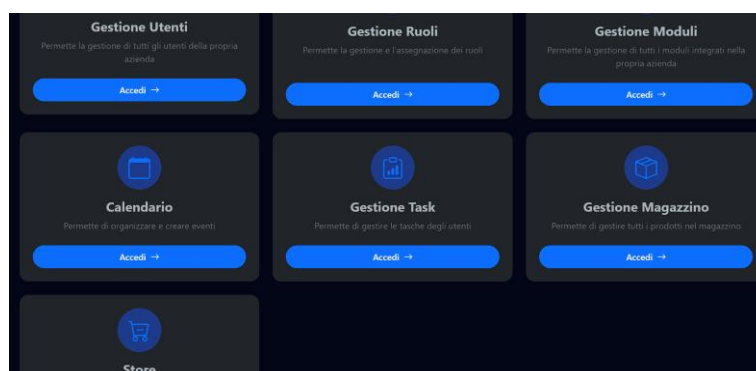 Gestione Utenti
Permette la gestione di tutti gli utenti della propria
azienda
Accedi →
Gestione Ruoli
Permette la gestione e l'assegnazione dei ruoli
Accedi →
Gestione Moduli
Permette la gestione di tutti i moduli integrati nella
propria azienda
Accedi →
Calendario
Permette di organizzare e creare eventi
Accedi →
Gestione Task
Permette di gestire le tasche degli utenti
Accedi →
Gestione Magazzino
Permette di gestire tutti i prodotti nel magazzino
Accedi →
Store